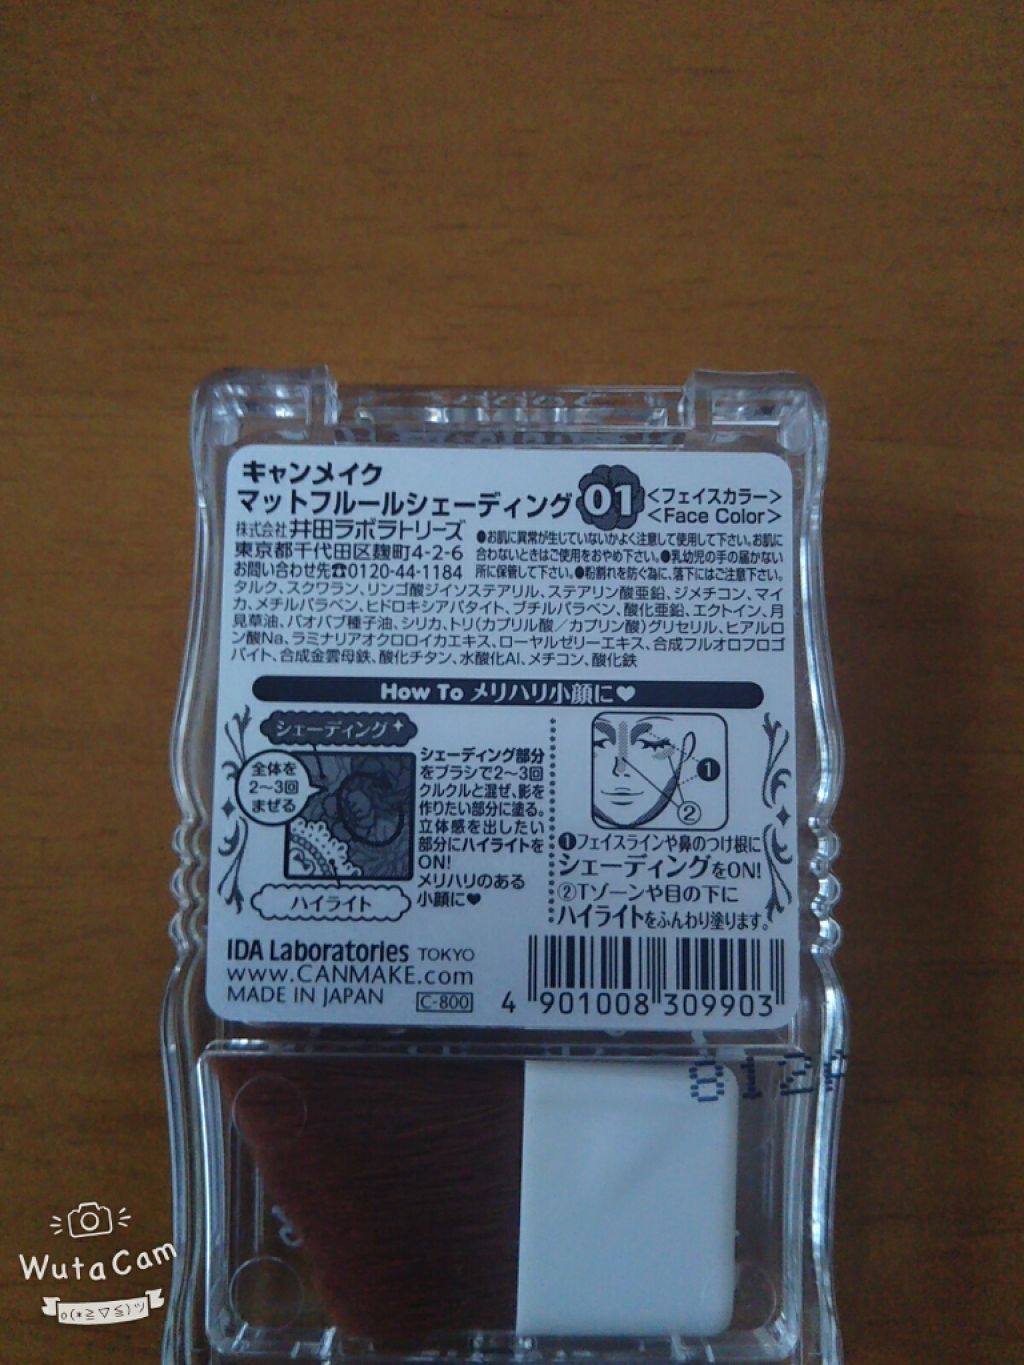 キャンメイク
マットフルールシェーディング 01 <フェイスカラー>
<Face Color>
株式会社 井田ラボラトリーズ
東京都千代田区麹町4-2-6
お問い合わせ先☎0120-44-1184
●お肌に異常が生じていないかよく注意して使用して下さい。お肌に
合わないときはご使用をおやめ下さい。●乳幼児の手の届かない
所に保管して下さい。●粉割れを防ぐ為に、落下にはご注意下さい。
タルク、スクワラン、リンゴ酸ジイソステアリル、ステアリン酸亜鉛、ジメチコン、マイ
カ、メチルパラベン、ヒドロキシアパタイト、ブチルパラベン、酸化亜鉛、エクトイン、月
見草油、バオバブ種子油、シリカ、トリ(カプリル酸／カプリン酸)グリセリル、ヒアルロ
ン酸Na、ラミナリアオクロロイカエキス、ローヤルゼリーエキス、合成フルオロフロゴ
パイト、合成金雲母鉄、酸化チタン、水酸化Al、メチコン、酸化鉄
How To メリハリ小顔に♥
シェーディング
全体を
2〜3回
まぜる
ハイライト
シェーディング部分
をブラシで2〜3回
クルクルと混ぜ、影を
作りたい部分に塗る。
立体感を出したい
部分にハイライトを
ON!
メリハリのある
小顔に♥
❶
②
❶フェイスラインや鼻のつけ根に
シェーディングをON!
②Tゾーンや目の下に
ハイライトをふんわり塗ります。
IDA Laboratories TOKYO
www.CANMAKE.com
MADE IN JAPAN C-800
4 901008 309903
WutaCam
o(*≧▽≦)ツ